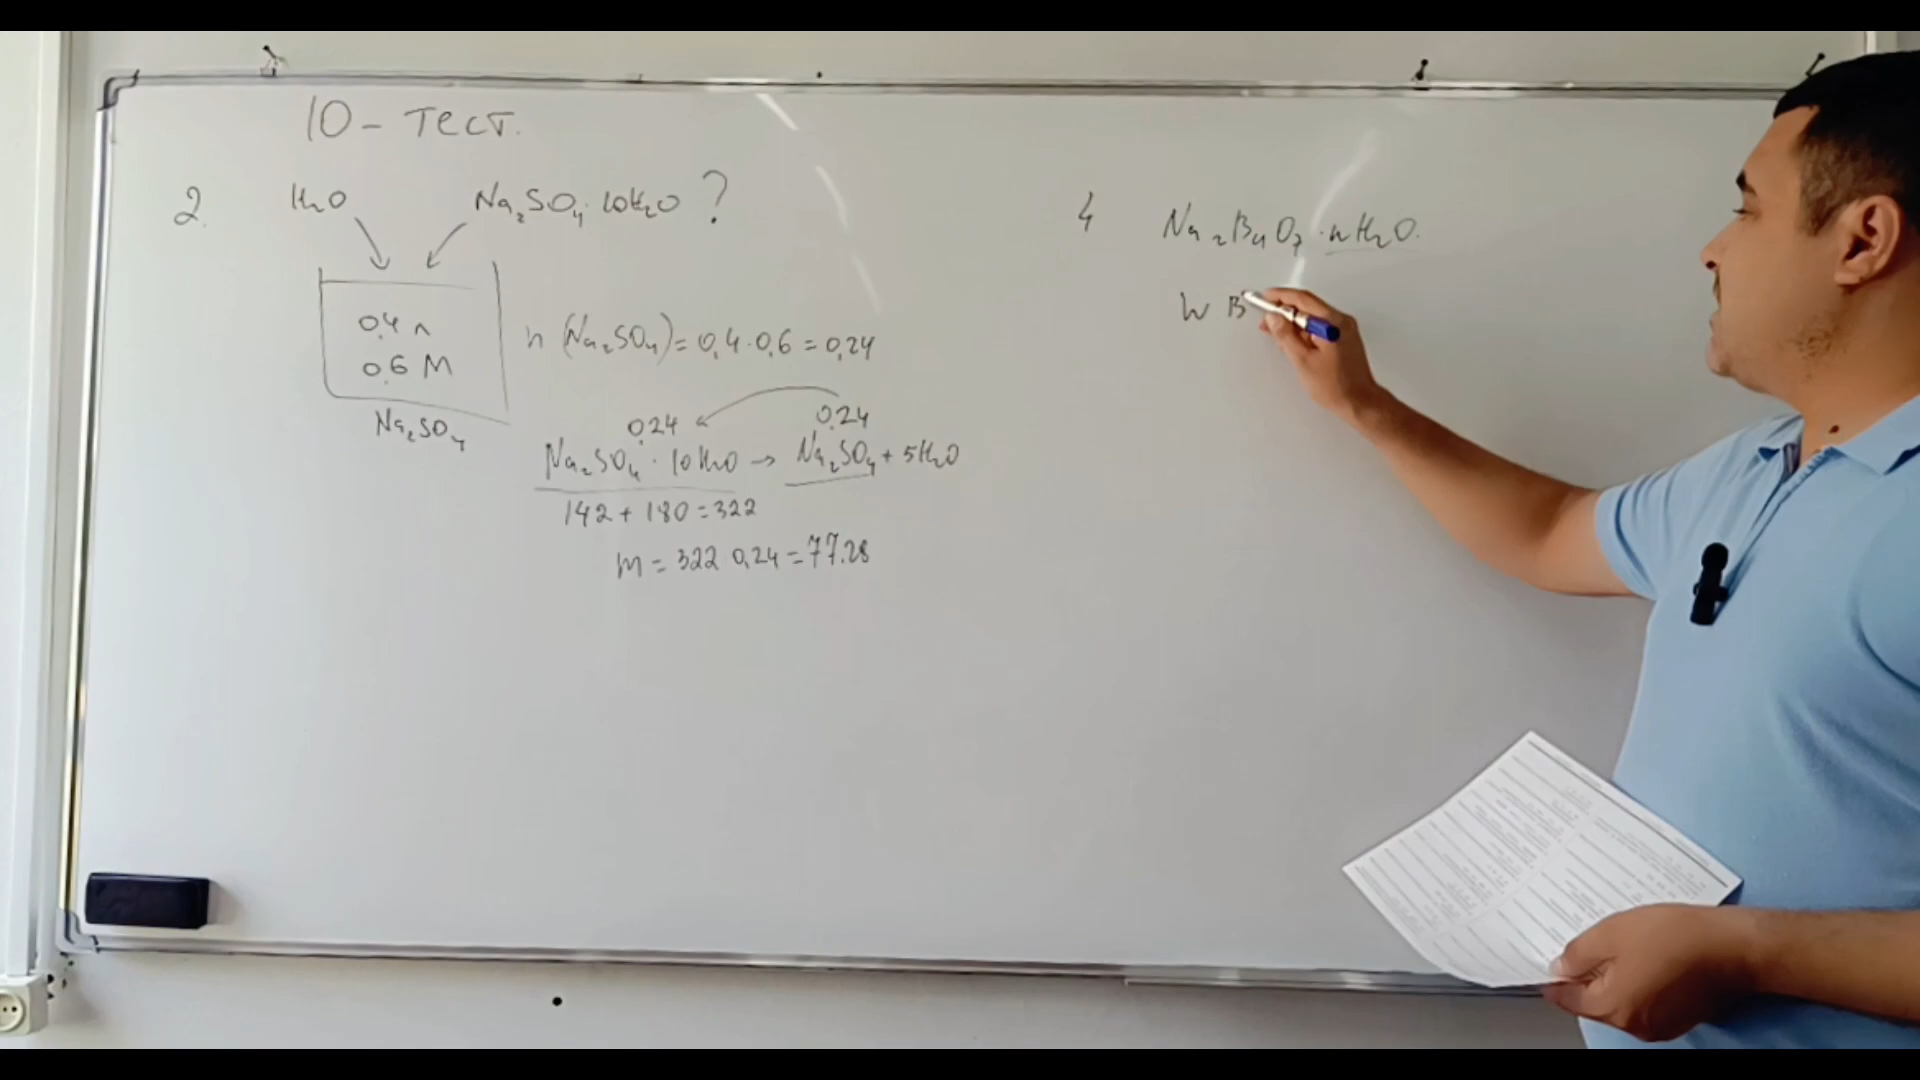 10 - тест.
2. H2O Na2SO4·10H2O ?
0,4 л
0,6 M
Na2SO4
n (Na2SO4) = 0,4·0,6 = 0,24
0,24 0,24
Na2SO4 · 10H2O → Na2SO4 + 5H2O
142 + 180 = 322
m = 322 0,24 = 77.28
4 Na2B4O7 · nH2O.
W B